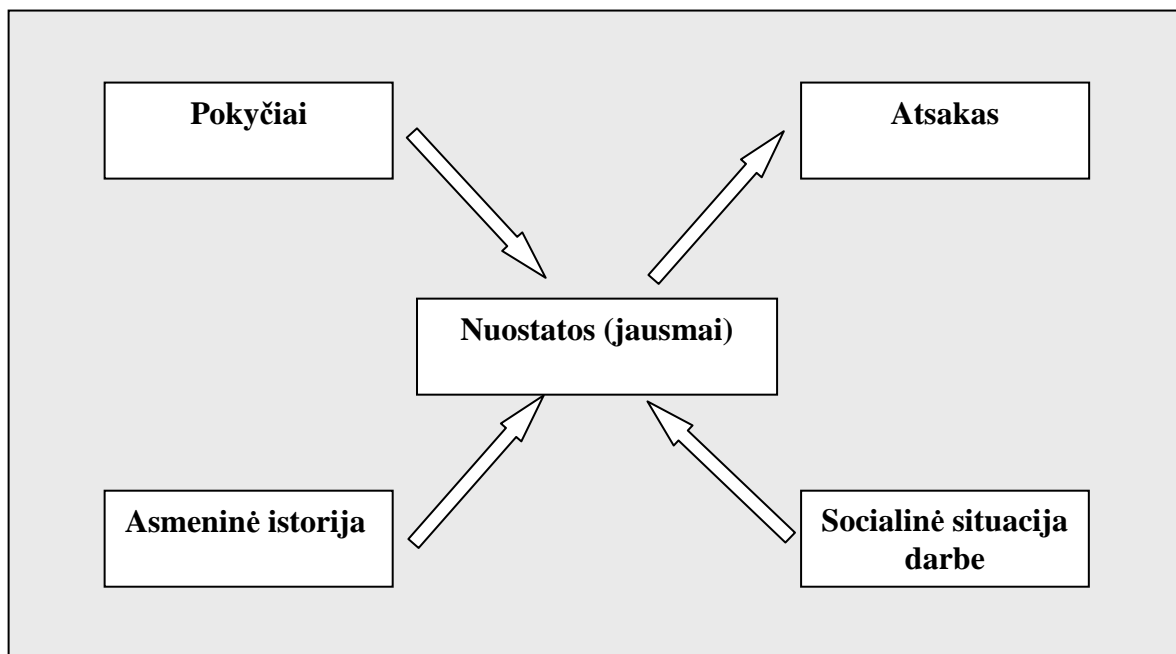 Pokyčiai
Atsakas
Nuostatos (jausmai)
Asmeninė istorija
Socialinė situacija
darbe